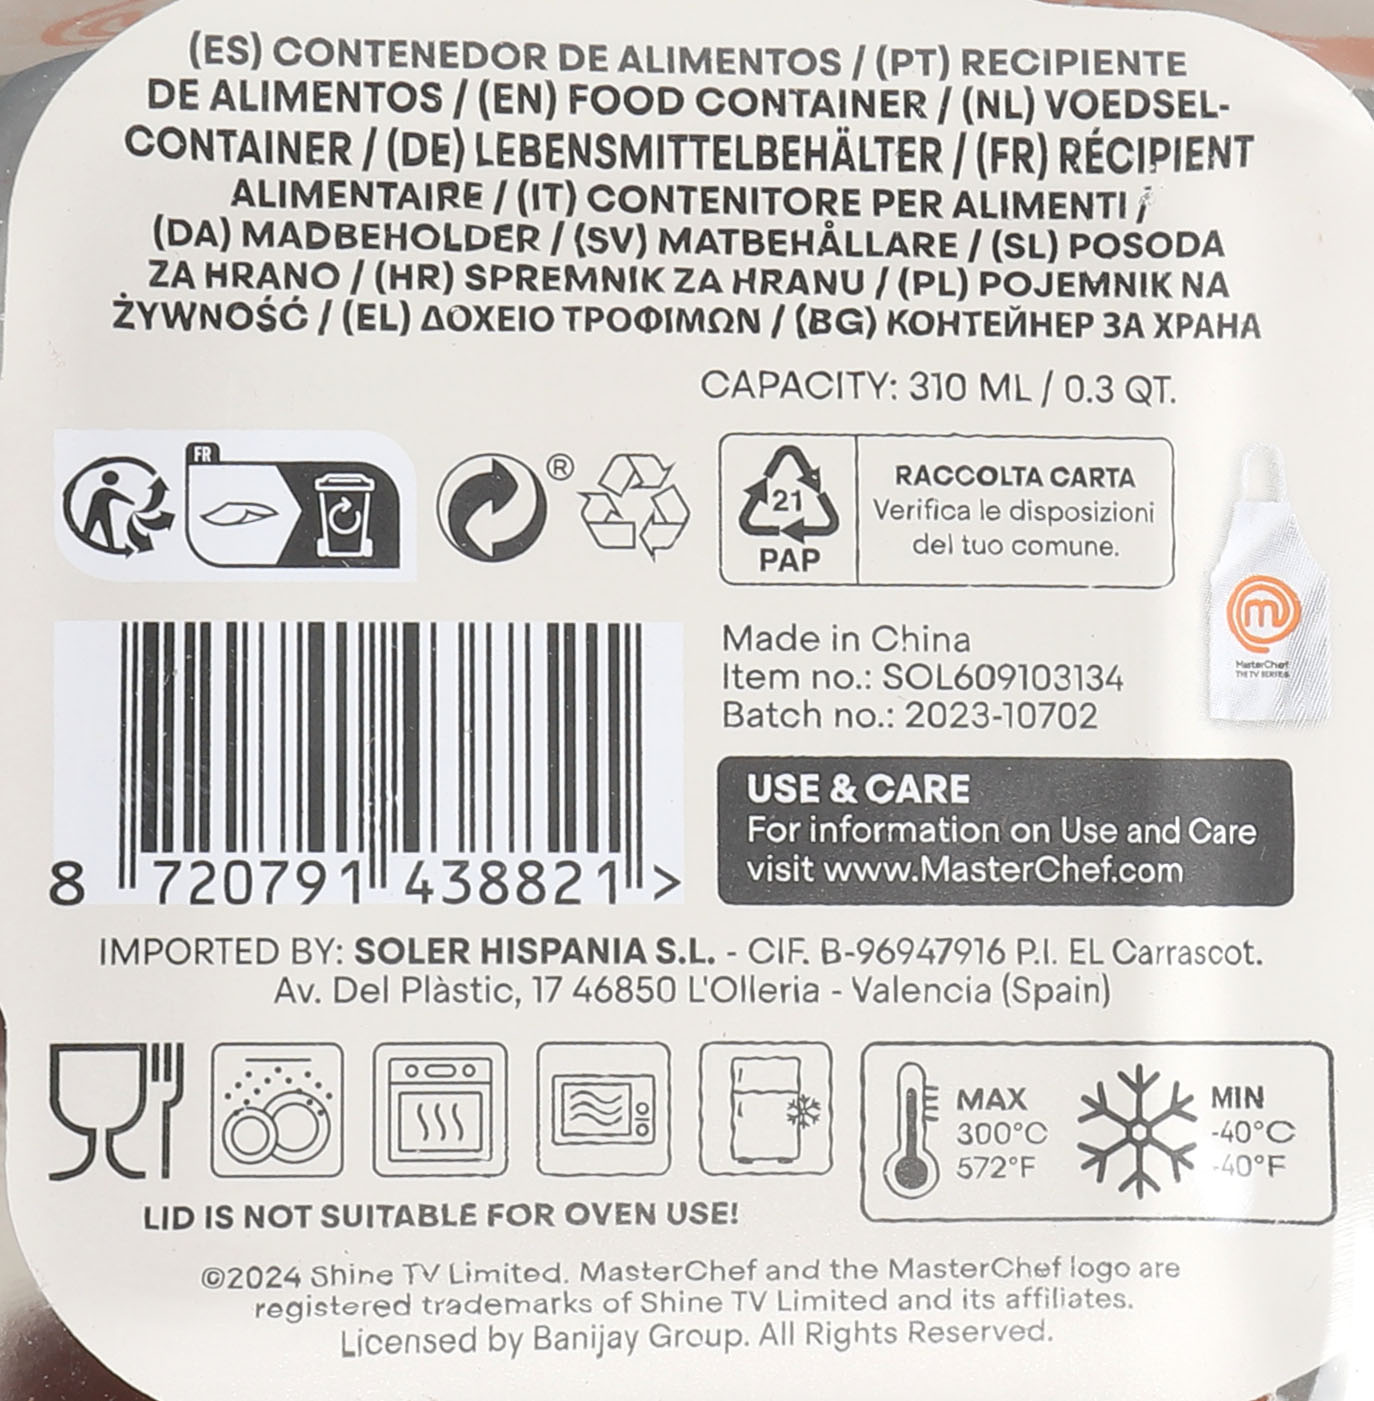 (ES) CONTENEDOR DE ALIMENTOS / (PT) RECIPIENTE
DE ALIMENTOS / (EN) FOOD CONTAINER / (NL) VOEDSEL-
CONTAINER / (DE) LEBENSMITTELBEHÄLTER / (FR) RÉCIPIENT
ALIMENTAIRE / (IT) CONTENITORE PER ALIMENTI /
(DA) MADBEHOLDER / (SV) MATBEHÅLLARE / (SL) POSODA
ZA HRANO / (HR) SPREMNIK ZA HRANU / (PL) POJEMNIK NA
ŻYWNOŚĆ / (EL) ΔΟΧΕΙΟ ΤΡΟΦΙΜΩΝ / (BG) КОНТЕЙНЕР ЗА ХРАНА
CAPACITY: 310 ML / 0.3 QT.
FR
®
21
PAP
RACCOLTA CARTA
Verifica le disposizioni
del tuo comune.
m
MasterChef
THE TV SERIES
Made in China
Item no.: SOL609103134
Batch no.: 2023-10702
8 720791 438821 >
USE & CARE
For information on Use and Care
visit www.MasterChef.com
IMPORTED BY: SOLER HISPANIA S.L. - CIF. B-96947916 P.I. EL Carrascot.
Av. Del Plàstic, 17 46850 L'Olleria - Valencia (Spain)
MAX
300°C
572°F
MIN
-40°C
-40°F
LID IS NOT SUITABLE FOR OVEN USE!
©2024 Shine TV Limited. MasterChef and the MasterChef logo are
registered trademarks of Shine TV Limited and its affiliates.
Licensed by Banijay Group. All Rights Reserved.